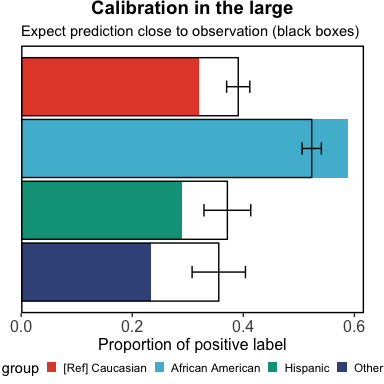 Calibration in the large
Expect prediction close to observation (black boxes)
0.0 0.2 0.4 0.6
Proportion of positive label
group [Ref] Caucasian African American Hispanic Other